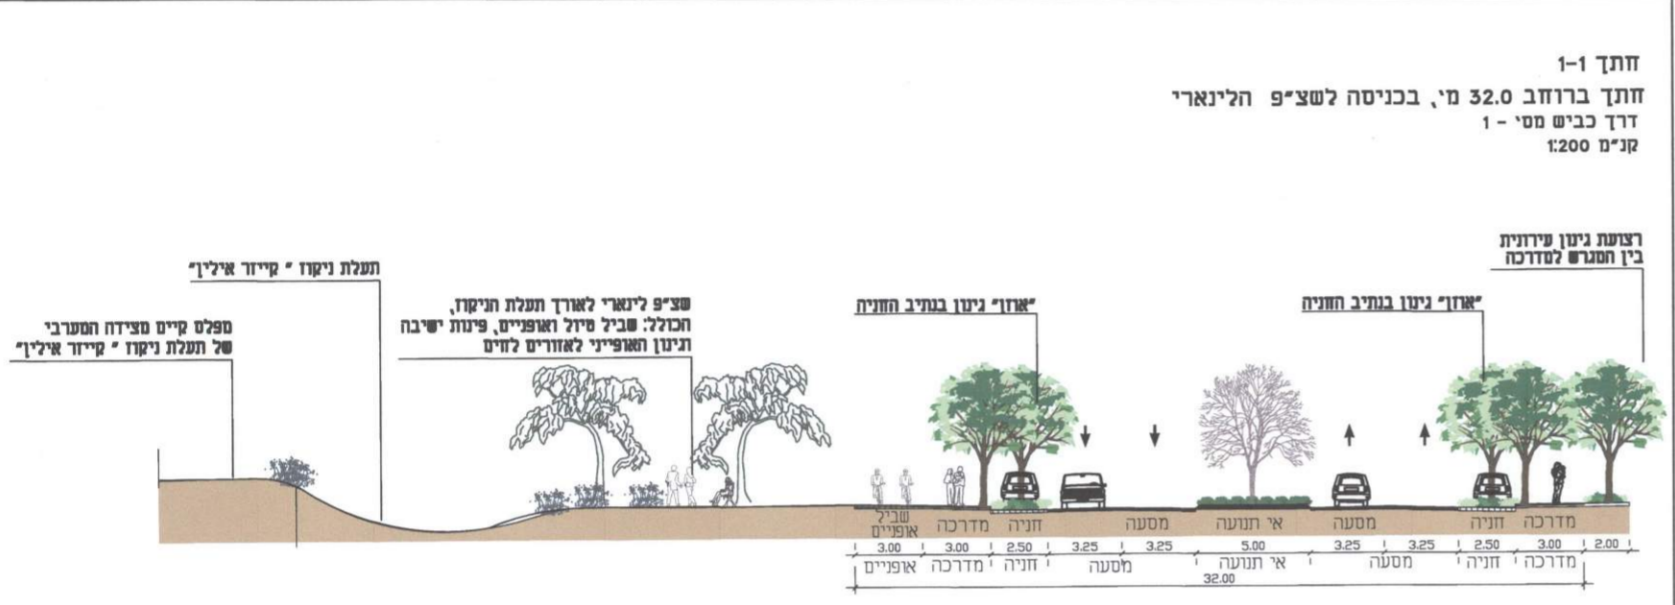 חתך 1-1
חתך ברוחב 32.0 מ', בכניסה לשצ"פ הלינארי
דרך כביש מס' - 1
קנ"מ 1:200
רצועת גינון עירונית
בין המגרש למדרכה
"אוזן" גינון בנתיב החניה
"אוזן" גינון בנתיב החניה
שצ"פ לינארי לאורך תעלת הניקוז,
הכולל: שביל טיול ואופניים, פינות ישיבה
וגינון האופייני לאזורים לחים
תעלת ניקוז " קייזר אילין"
מפלס קיים מצידה המערבי
של תעלת ניקוז " קייזר אילין"
מדרכה חניה מסעה אי תנועה מסעה חניה מדרכה שביל
אופניים
3.00 3.00 2.50 3.25 3.25 5.00 3.25 3.25 2.50 3.00 2.00
מדרכה חניה מסעה אי תנועה מסעה חניה מדרכה אופניים
32.00